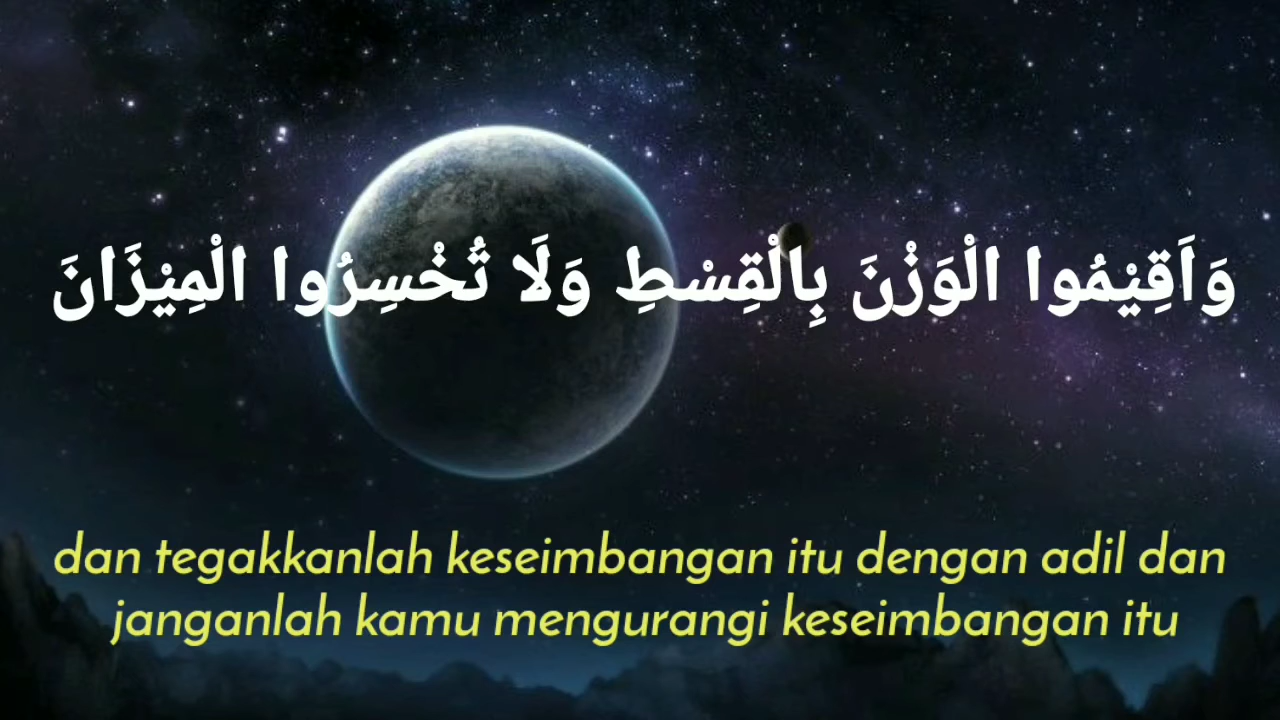 وَاَقِيْمُوا الْوَزْنَ بِالْقِسْطِ وَلَا تُخْسِرُوا الْمِيْزَانَ
dan tegakkanlah keseimbangan itu dengan adil dan
janganlah kamu mengurangi keseimbangan itu